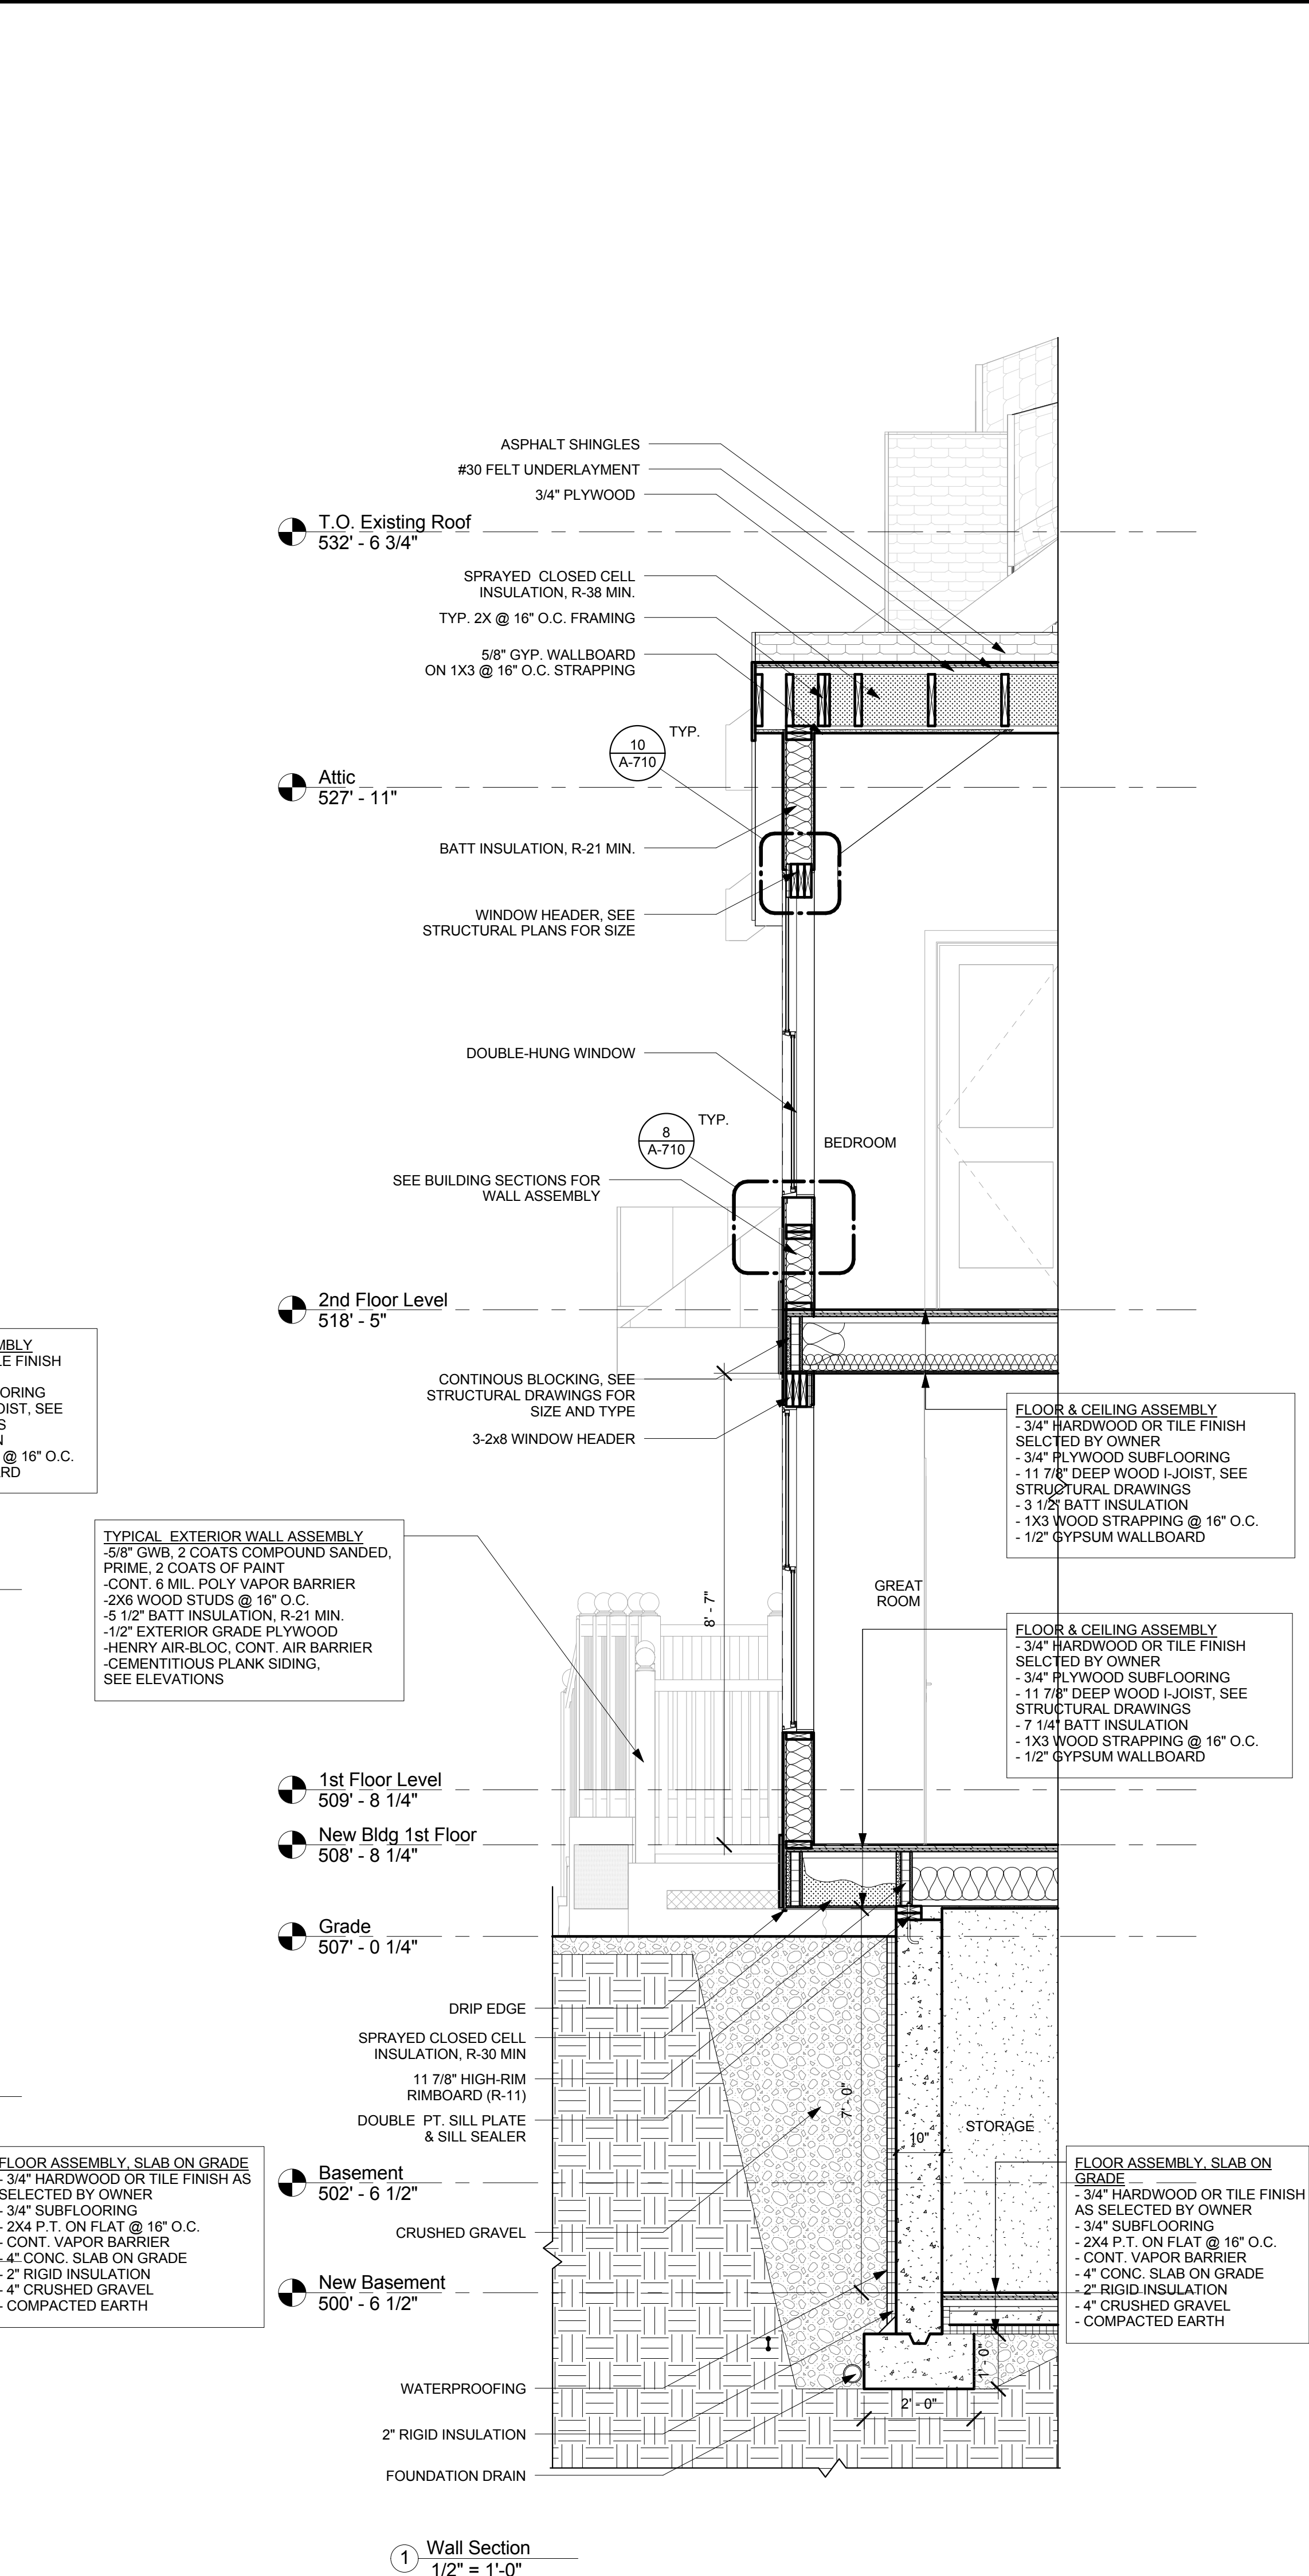 ASPHALT SHINGLES
#30 FELT UNDERLAYMENT
3/4" PLYWOOD
T.O. Existing Roof
532' - 6 3/4"
SPRAYED CLOSED CELL
INSULATION, R-38 MIN.
TYP. 2X @ 16" O.C. FRAMING
5/8" GYP. WALLBOARD
ON 1X3 @ 16" O.C. STRAPPING
TYP.
10
A-710
Attic
527' - 11"
BATT INSULATION, R-21 MIN.
WINDOW HEADER, SEE
STRUCTURAL PLANS FOR SIZE
DOUBLE-HUNG WINDOW
TYP.
8
A-710
BEDROOM
SEE BUILDING SECTIONS FOR
WALL ASSEMBLY
2nd Floor Level
518' - 5"
MBLY
LE FINISH
ORING
OIST, SEE
S
N
@ 16" O.C.
RD
CONTINOUS BLOCKING, SEE
STRUCTURAL DRAWINGS FOR
SIZE AND TYPE
3-2x8 WINDOW HEADER
FLOOR & CEILING ASSEMBLY
- 3/4" HARDWOOD OR TILE FINISH
SELCTED BY OWNER
- 3/4" PLYWOOD SUBFLOORING
- 11 7/8" DEEP WOOD I-JOIST, SEE
STRUCTURAL DRAWINGS
- 3 1/2" BATT INSULATION
- 1X3 WOOD STRAPPING @ 16" O.C.
- 1/2" GYPSUM WALLBOARD
TYPICAL EXTERIOR WALL ASSEMBLY
-5/8" GWB, 2 COATS COMPOUND SANDED,
PRIME, 2 COATS OF PAINT
-CONT. 6 MIL. POLY VAPOR BARRIER
-2X6 WOOD STUDS @ 16" O.C.
-5 1/2" BATT INSULATION, R-21 MIN.
-1/2" EXTERIOR GRADE PLYWOOD
-HENRY AIR-BLOC, CONT. AIR BARRIER
-CEMENTITIOUS PLANK SIDING,
SEE ELEVATIONS
8' - 7"
GREAT
ROOM
FLOOR & CEILING ASSEMBLY
- 3/4" HARDWOOD OR TILE FINISH
SELCTED BY OWNER
- 3/4" PLYWOOD SUBFLOORING
- 11 7/8" DEEP WOOD I-JOIST, SEE
STRUCTURAL DRAWINGS
- 7 1/4" BATT INSULATION
- 1X3 WOOD STRAPPING @ 16" O.C.
- 1/2" GYPSUM WALLBOARD
1st Floor Level
509' - 8 1/4"
New Bldg 1st Floor
508' - 8 1/4"
Grade
507' - 0 1/4"
DRIP EDGE
SPRAYED CLOSED CELL
INSULATION, R-30 MIN
11 7/8" HIGH-RIM
RIMBOARD (R-11)
DOUBLE PT. SILL PLATE
& SILL SEALER
7' - 0"
10"
STORAGE
FLOOR ASSEMBLY, SLAB ON GRADE
- 3/4" HARDWOOD OR TILE FINISH AS
SELECTED BY OWNER
- 3/4" SUBFLOORING
- 2X4 P.T. ON FLAT @ 16" O.C.
- CONT. VAPOR BARRIER
- 4" CONC. SLAB ON GRADE
- 2" RIGID INSULATION
- 4" CRUSHED GRAVEL
- COMPACTED EARTH
Basement
502' - 6 1/2"
CRUSHED GRAVEL
New Basement
500' - 6 1/2"
FLOOR ASSEMBLY, SLAB ON
GRADE
- 3/4" HARDWOOD OR TILE FINISH
AS SELECTED BY OWNER
- 3/4" SUBFLOORING
- 2X4 P.T. ON FLAT @ 16" O.C.
- CONT. VAPOR BARRIER
- 4" CONC. SLAB ON GRADE
- 2" RIGID INSULATION
- 4" CRUSHED GRAVEL
- COMPACTED EARTH
1' - 0"
2' - 0"
WATERPROOFING
2" RIGID INSULATION
FOUNDATION DRAIN
1
Wall Section
1/2" = 1'-0"